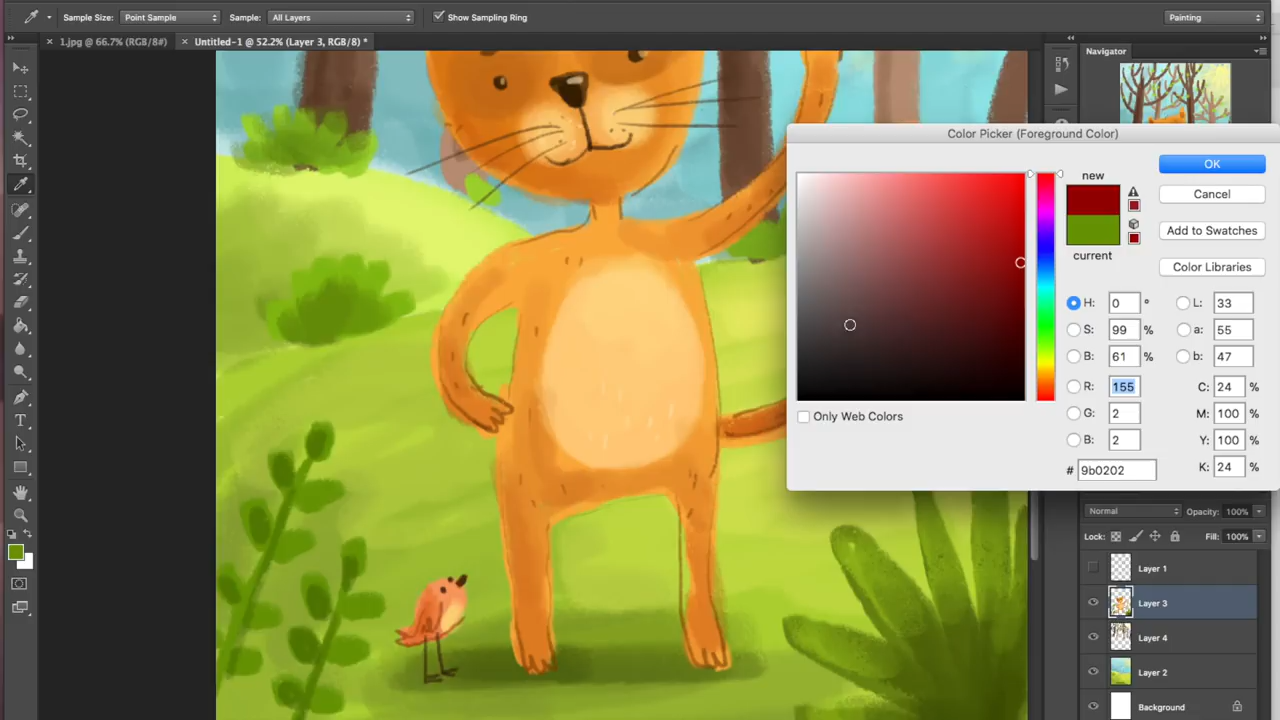 Sample Size: Point Sample Sample: All Layers Show Sampling Ring Painting
× 1.jpg @ 66.7% (RGB/8#) × Untitled-1 @ 52.2% (Layer 3, RGB/8) *
Navigator
Color Picker (Foreground Color)
new
current
OK
Cancel
Add to Swatches
Color Libraries
H: 0 ° L: 33
S: 99 % a: 55
B: 61 % b: 47
R: 155 C: 24 %
G: 2 M: 100 %
B: 2 Y: 100 %
# 9b0202 K: 24 %
Only Web Colors
Normal Opacity: 100%
Lock: Fill: 100%
Layer 1
Layer 3
Layer 4
Layer 2
Background